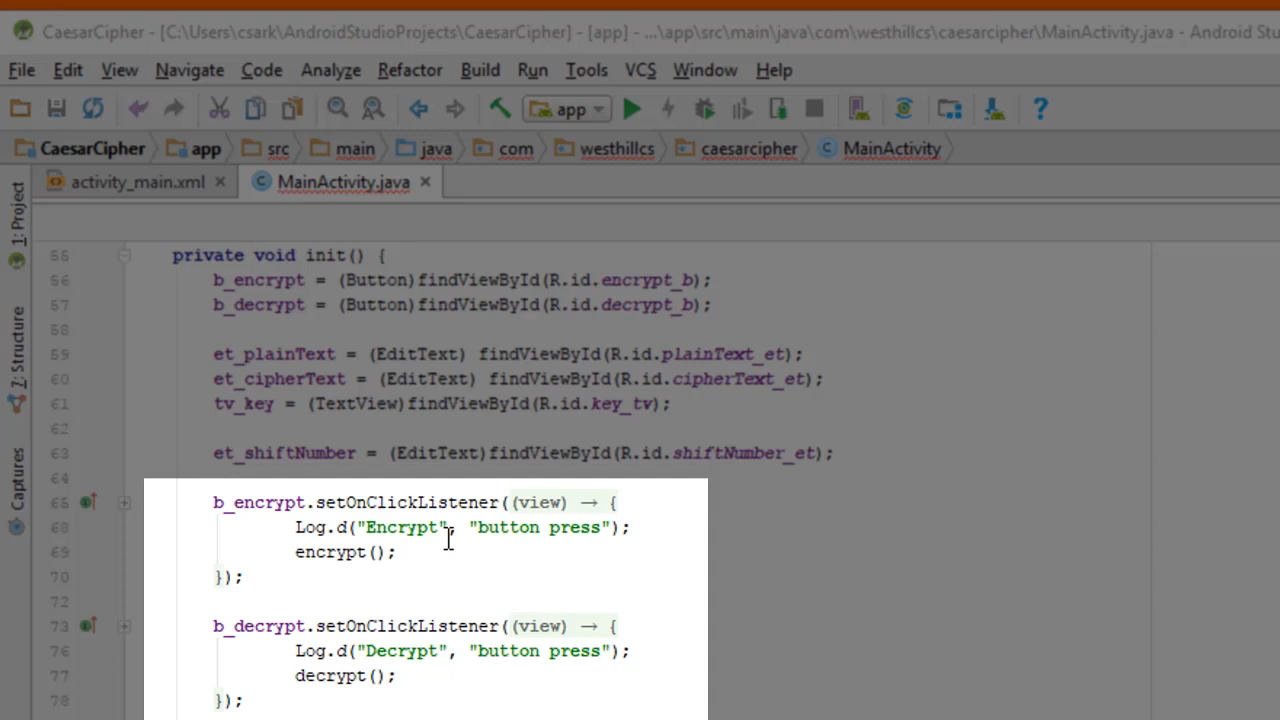 CaesarCipher - [C:\Users\csark\AndroidStudioProjects\CaesarCipher] - [app] - ...\app\src\main\java\com\westhillcs\caesarcipher\MainActivity.java - Android Stu
File Edit View Navigate Code Analyze Refactor Build Run Tools VCS Window Help
app
CaesarCipher app src main java com westhillcs caesarcipher MainActivity
activity_main.xml MainActivity.java
1: Project
7: Structure
Captures
55 private void init() {
56 b_encrypt = (Button)findViewById(R.id.encrypt_b);
57 b_decrypt = (Button)findViewById(R.id.decrypt_b);
58
59 et_plainText = (EditText) findViewById(R.id.plainText_et);
60 et_cipherText = (EditText) findViewById(R.id.cipherText_et);
61 tv_key = (TextView)findViewById(R.id.key_tv);
62
63 et_shiftNumber = (EditText)findViewById(R.id.shiftNumber_et);
64
65 b_encrypt.setOnClickListener((view) → {
68 Log.d("Encrypt", "button press");
69 encrypt();
70 });
72
73 b_decrypt.setOnClickListener((view) → {
76 Log.d("Decrypt", "button press");
77 decrypt();
78 });